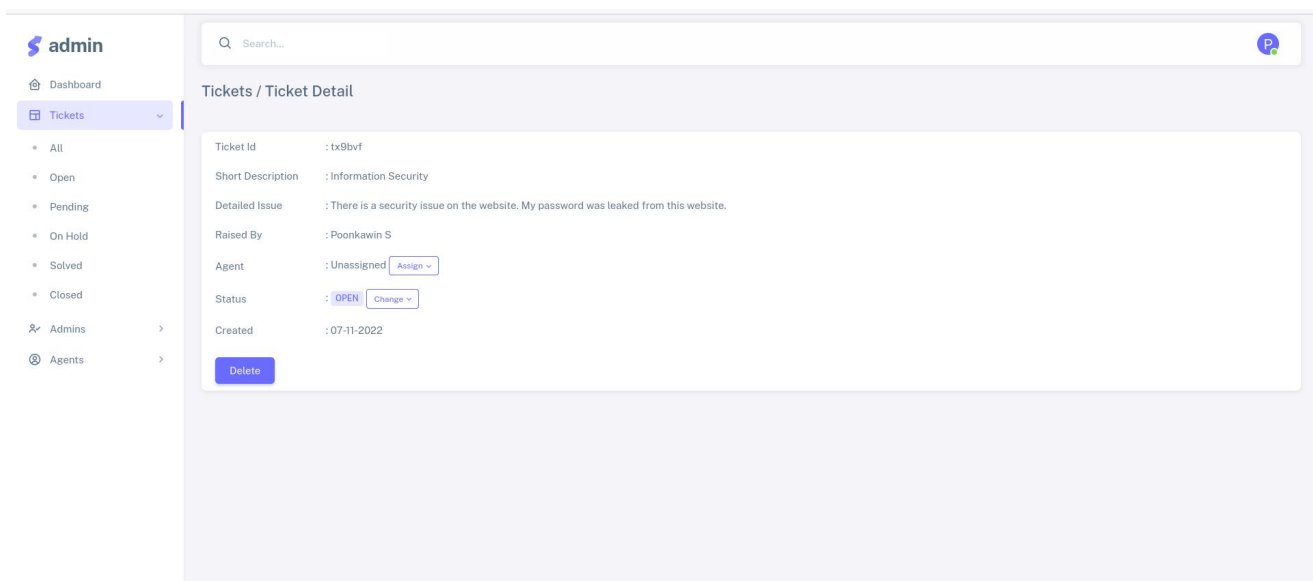 admin
Search...
P
Dashboard
Tickets
All
Open
Pending
On Hold
Solved
Closed
Admins
Agents
Tickets / Ticket Detail
Ticket Id : tx9bvf
Short Description : Information Security
Detailed Issue : There is a security issue on the website. My password was leaked from this website.
Raised By : Poonkawin S
Agent : Unassigned Assign
Status : OPEN Change
Created : 07-11-2022
Delete